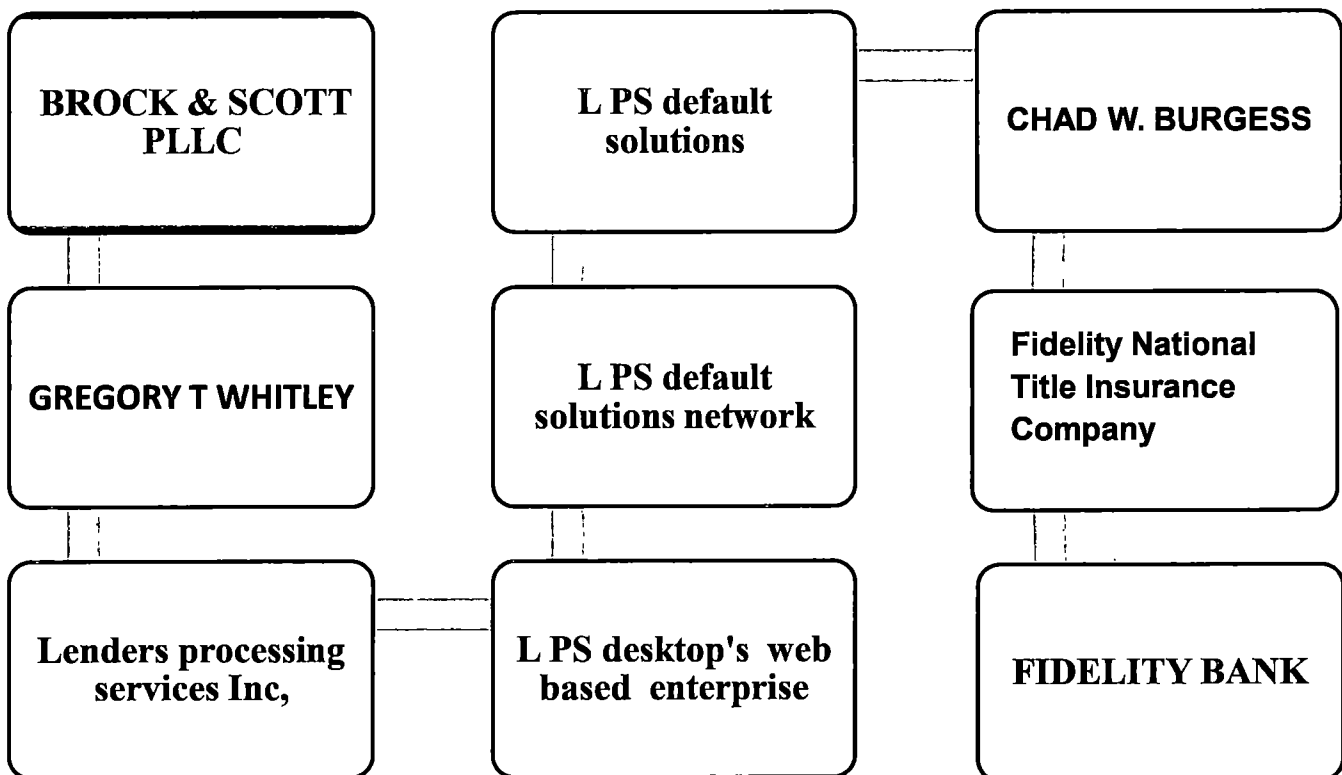 BROCK & SCOTT
PLLC
GREGORY T WHITLEY
Lenders processing
services Inc,
L PS desktop's web
based enterprise
L PS default
solutions network
L PS default
solutions
CHAD W. BURGESS
Fidelity National
Title Insurance
Company
FIDELITY BANK